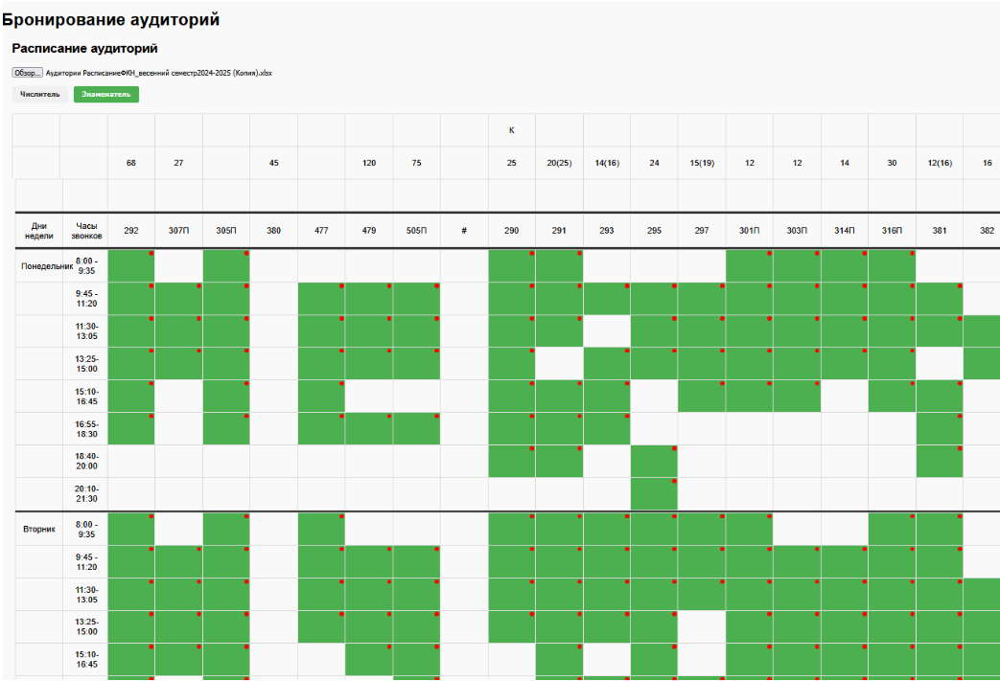 Бронирование аудиторий
Расписание аудиторий
Обзор... Аудитории РасписаниеФКН_весенний семестр2024-2025 (Копия).xlsx
Числитель Знаменатель
К
68 27 45 120 75 25 20(25) 14(16) 24 15(19) 12 12 14 30 12(16) 16
Дни недели Часы звонков 292 307П 305П 380 477 479 505П # 290 291 293 295 297 301П 303П 314П 316П 381 382
Понедельник 8:00 - 9:35
9:45 - 11:20
11:30- 13:05
13:25- 15:00
15:10- 16:45
16:55- 18:30
18:40- 20:00
20:10- 21:30
Вторник 8:00 - 9:35
9:45 - 11:20
11:30- 13:05
13:25- 15:00
15:10- 16:45